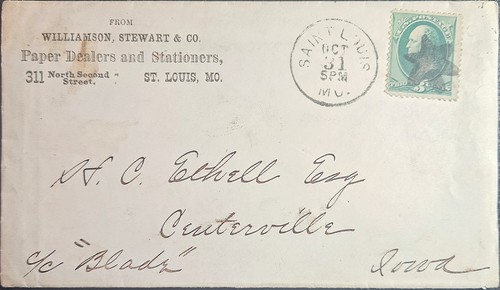 FROM
WILLIAMSON, STEWART & CO.
Paper Dealers and Stationers,
311 North Second Street. ST. LOUIS, MO.
SAINT LOUIS
OCT
31
5PM
MO.
H. C. Ethell Esq
Centerville
c/c "Blade" Iowa